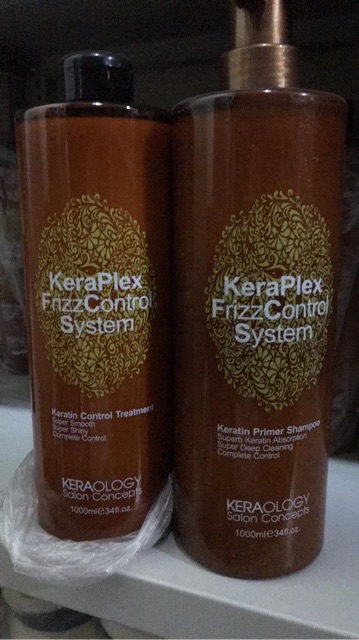 KeraPlex
FrizzControl
System
Keratin Control Treatment
Super Smooth
Super Shiny
Complete Control
KERAOLOGY
Salon Concepts
1000ml℮34fl.oz.
KeraPlex
FrizzControl
System
Keratin Primer Shampoo
Superb Keratin Absorption
Super Deep Cleaning
Complete Control
KERAOLOGY
Salon Concepts
1000ml℮34fl.oz.